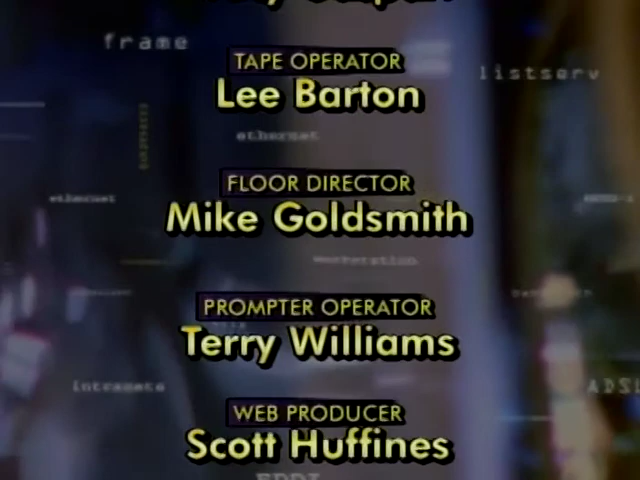 frame
TAPE OPERATOR
listserv
Lee Barton
ethernet
FLOOR DIRECTOR
ethernet
Mike Goldsmith
workstation
PROMPTER OPERATOR
Terry Williams
intranets
ADSL
WEB PRODUCER
Scott Huffines